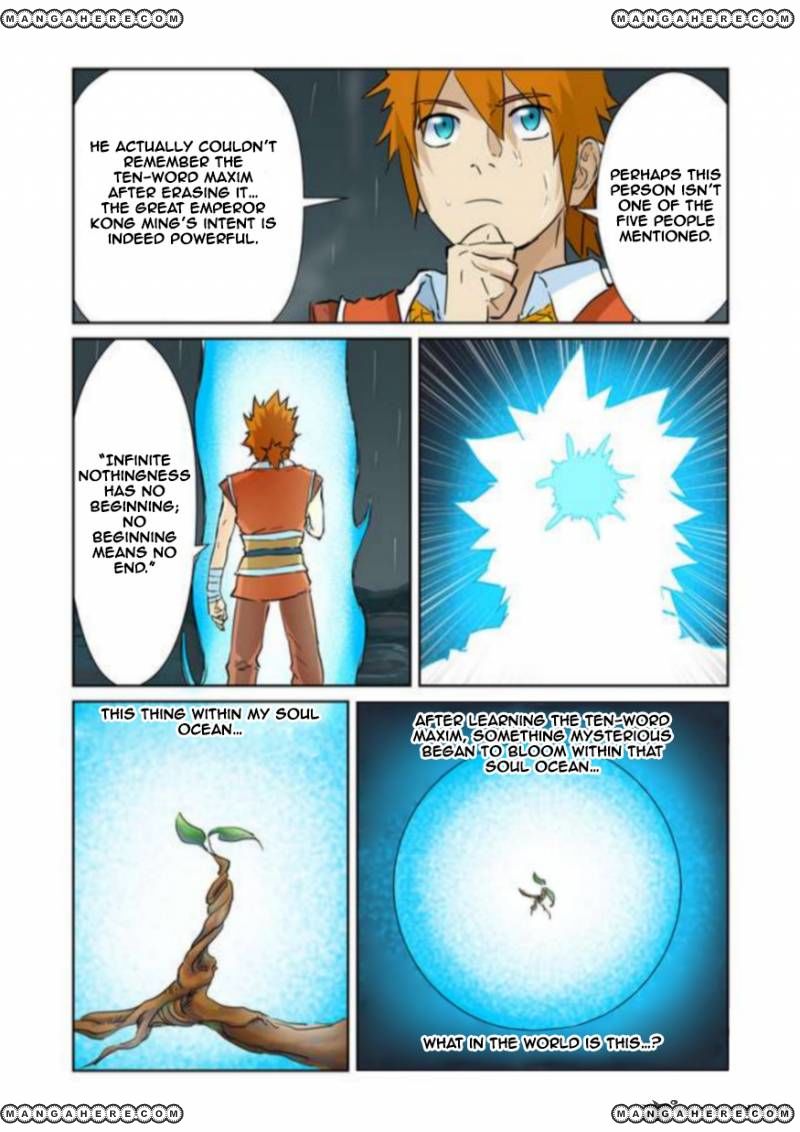 MANGAHERE.COM
MANGAHERE.COM
HE ACTUALLY COULDN'T
REMEMBER THE
TEN-WORD MAXIM
AFTER ERASING IT...
THE GREAT EMPEROR
KONG MING'S INTENT IS
INDEED POWERFUL.
PERHAPS THIS
PERSON ISN'T
ONE OF THE
FIVE PEOPLE
MENTIONED.
"INFINITE
NOTHINGNESS
HAS NO
BEGINNING;
NO
BEGINNING
MEANS NO
END."
THIS THING WITHIN MY SOUL
OCEAN...
AFTER LEARNING THE TEN-WORD
MAXIM, SOMETHING MYSTERIOUS
BEGAN TO BLOOM WITHIN THAT
SOUL OCEAN...
WHAT IN THE WORLD IS THIS...?
MANGAHERE.COM
MANGAHERE.COM